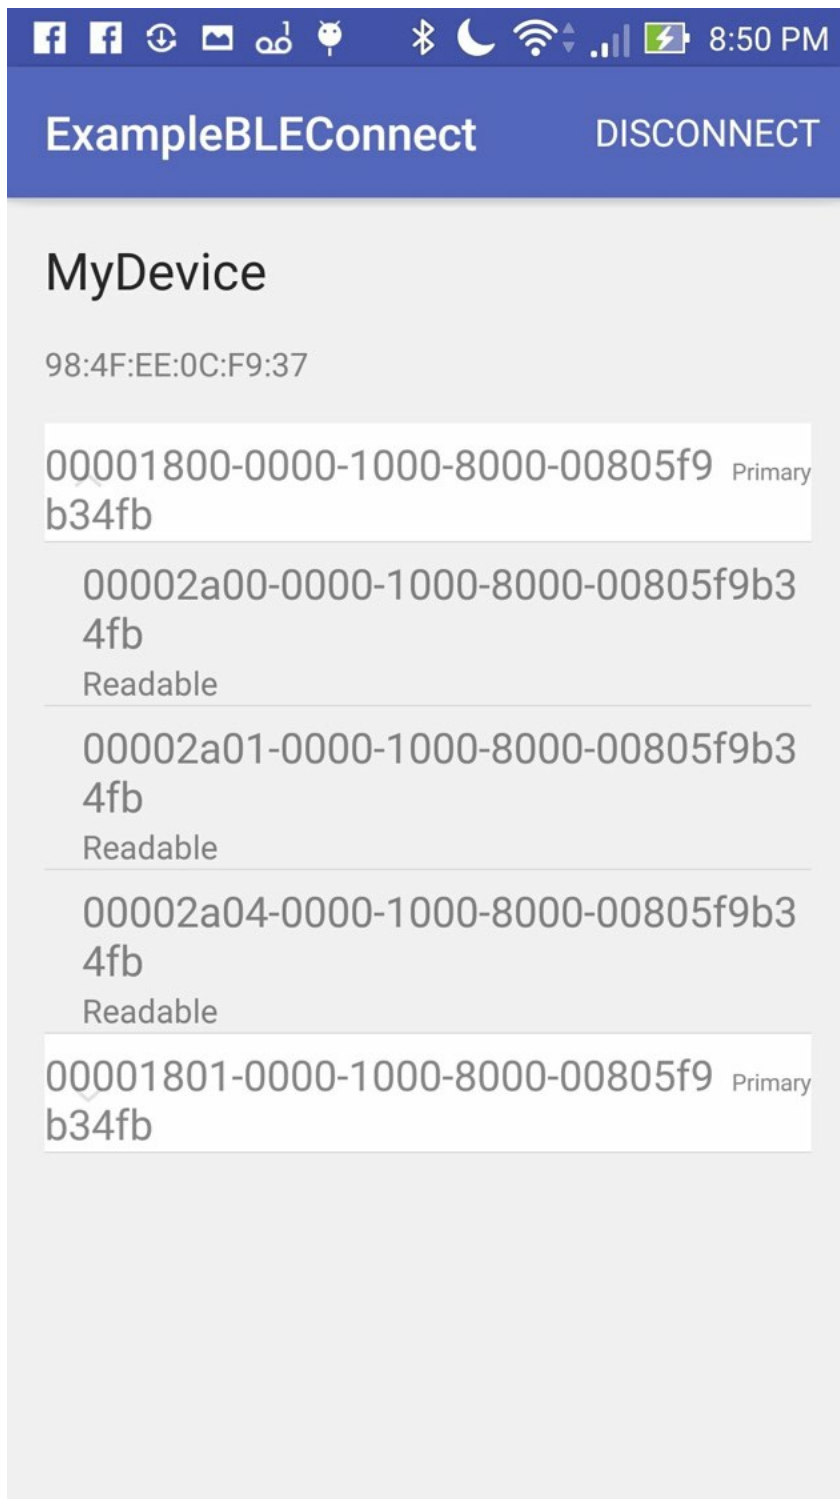 8:50 PM
ExampleBLEConnect DISCONNECT
MyDevice
98:4F:EE:0C:F9:37
00001800-0000-1000-8000-00805f9 Primary
b34fb
00002a00-0000-1000-8000-00805f9b3
4fb
Readable
00002a01-0000-1000-8000-00805f9b3
4fb
Readable
00002a04-0000-1000-8000-00805f9b3
4fb
Readable
00001801-0000-1000-8000-00805f9 Primary
b34fb